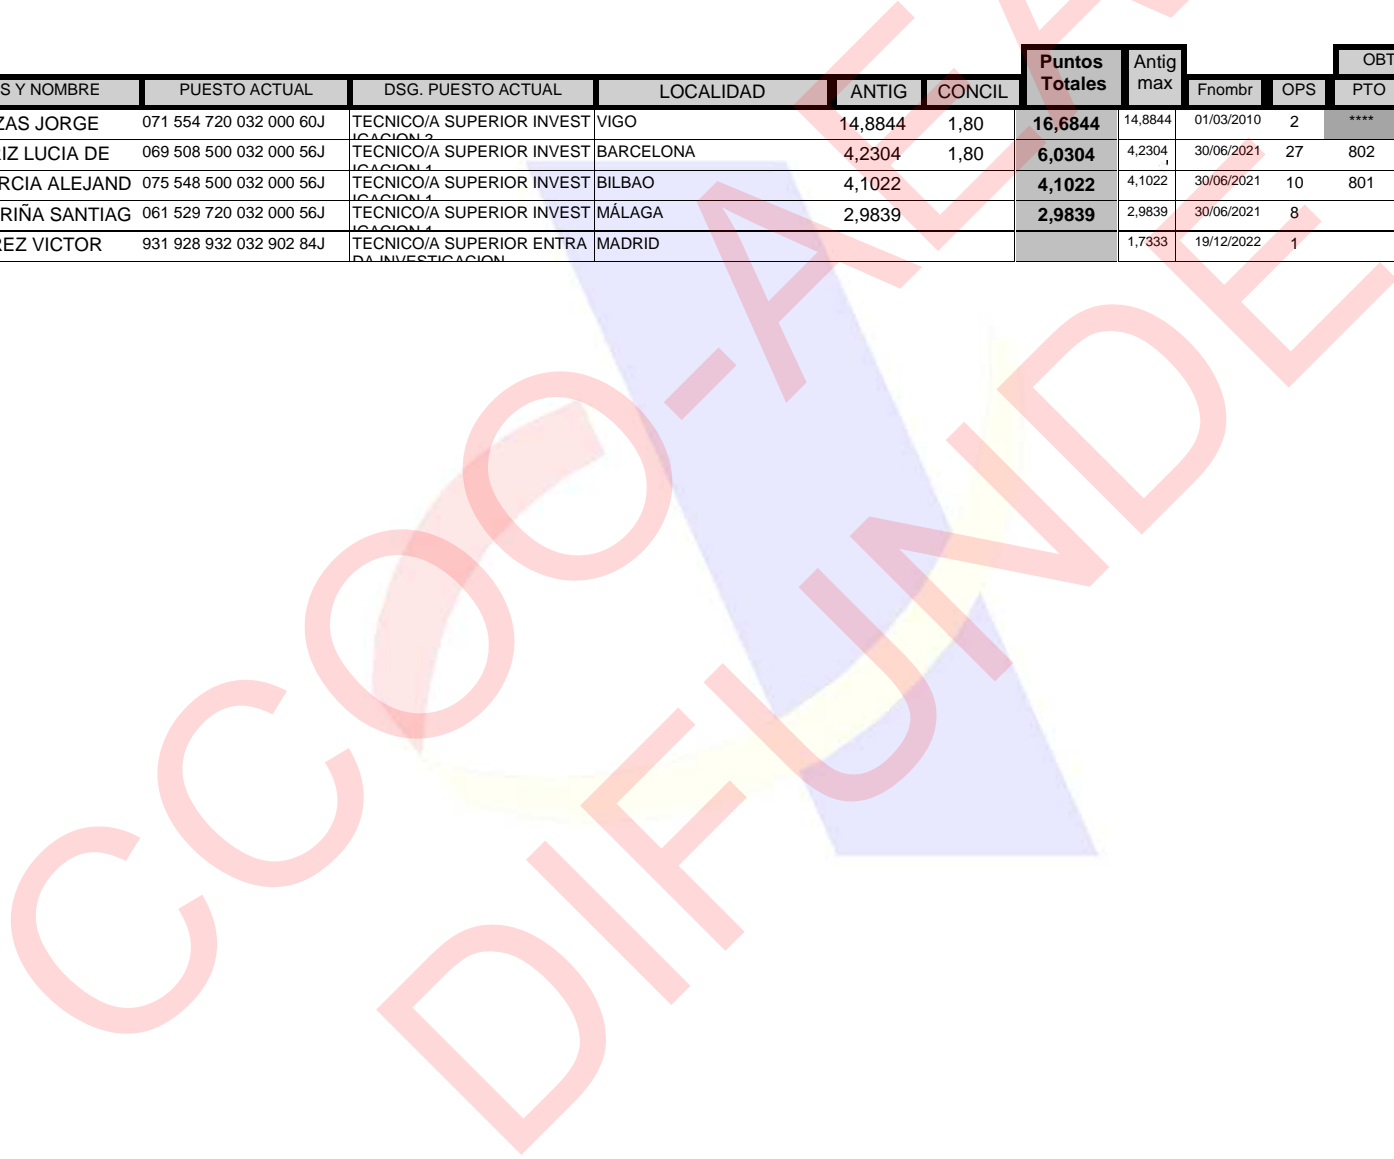 Puntos Totales Antig max OBT
S Y NOMBRE PUESTO ACTUAL DSG. PUESTO ACTUAL LOCALIDAD ANTIG CONCIL Fnombr OPS PTO
ZAS JORGE 071 554 720 032 000 60J TECNICO/A SUPERIOR INVEST VIGO 14,8844 1,80 16,6844 14,8844 01/03/2010 2 ****
IZ LUCIA DE 069 508 500 032 000 56J TECNICO/A SUPERIOR INVEST BARCELONA 4,2304 1,80 6,0304 4,2304 30/06/2021 27 802
RCIA ALEJAND 075 548 500 032 000 56J TECNICO/A SUPERIOR INVEST BILBAO 4,1022 4,1022 4,1022 30/06/2021 10 801
RIÑA SANTIAG 061 529 720 032 000 56J TECNICO/A SUPERIOR INVEST MÁLAGA 2,9839 2,9839 2,9839 30/06/2021 8
REZ VICTOR 931 928 932 032 902 84J TECNICO/A SUPERIOR ENTRA MADRID 1,7333 19/12/2022 1
DA INVESTIGACION
CCOO-AEA
DIFUNDE